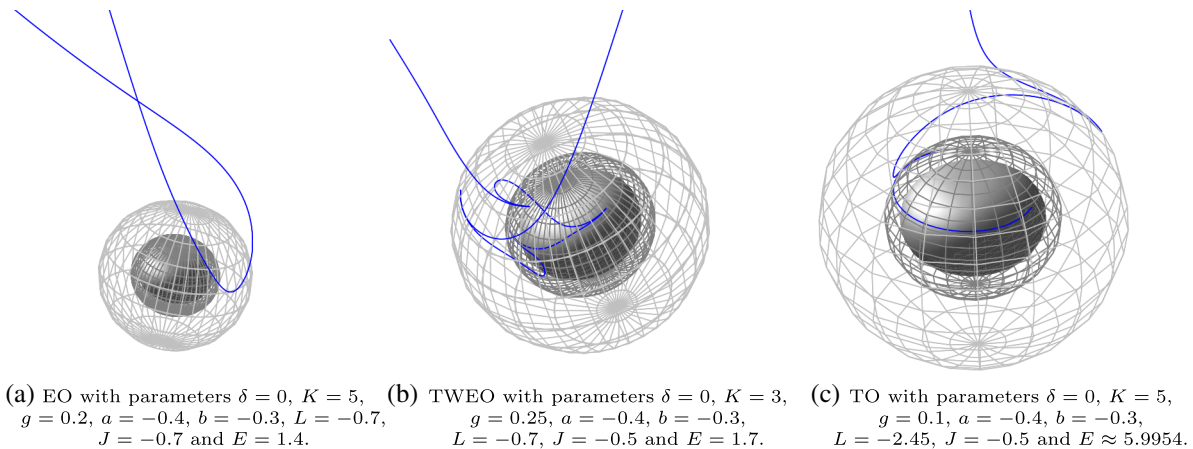 (a) EO with parameters δ = 0, K = 5,
g = 0.2, a = −0.4, b = −0.3, L = −0.7,
J = −0.7 and E = 1.4.
(b) TWEO with parameters δ = 0, K = 3,
g = 0.25, a = −0.4, b = −0.3,
L = −0.7, J = −0.5 and E = 1.7.
(c) TO with parameters δ = 0, K = 5,
g = 0.1, a = −0.4, b = −0.3,
L = −2.45, J = −0.5 and E ≈ 5.9954.